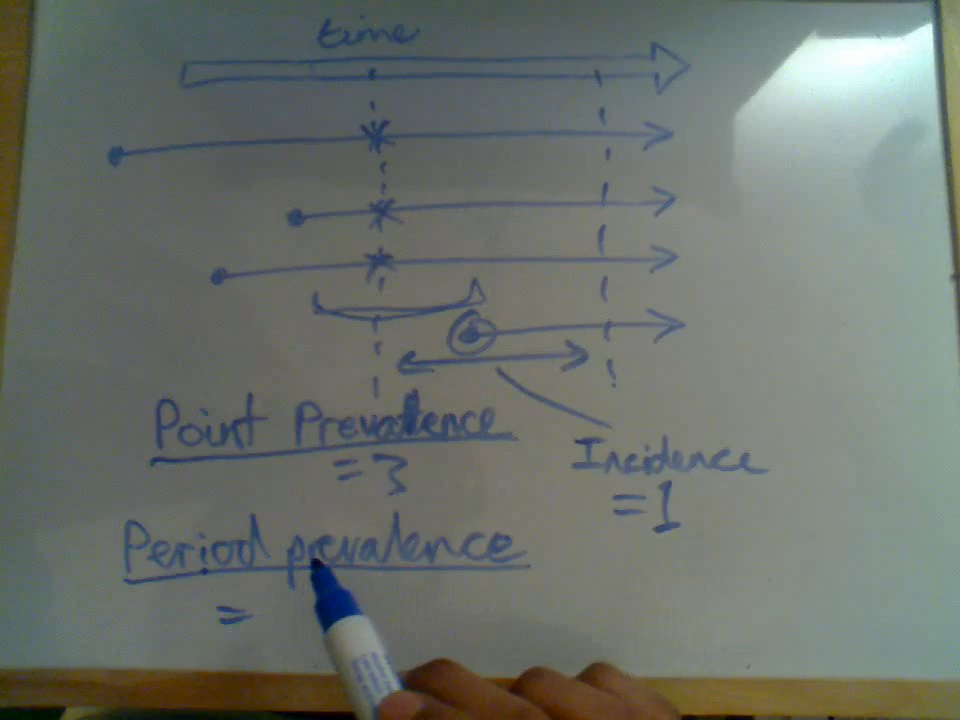 time
Point Prevalence
= 3
Incidence
= 1
Period prevalence
=